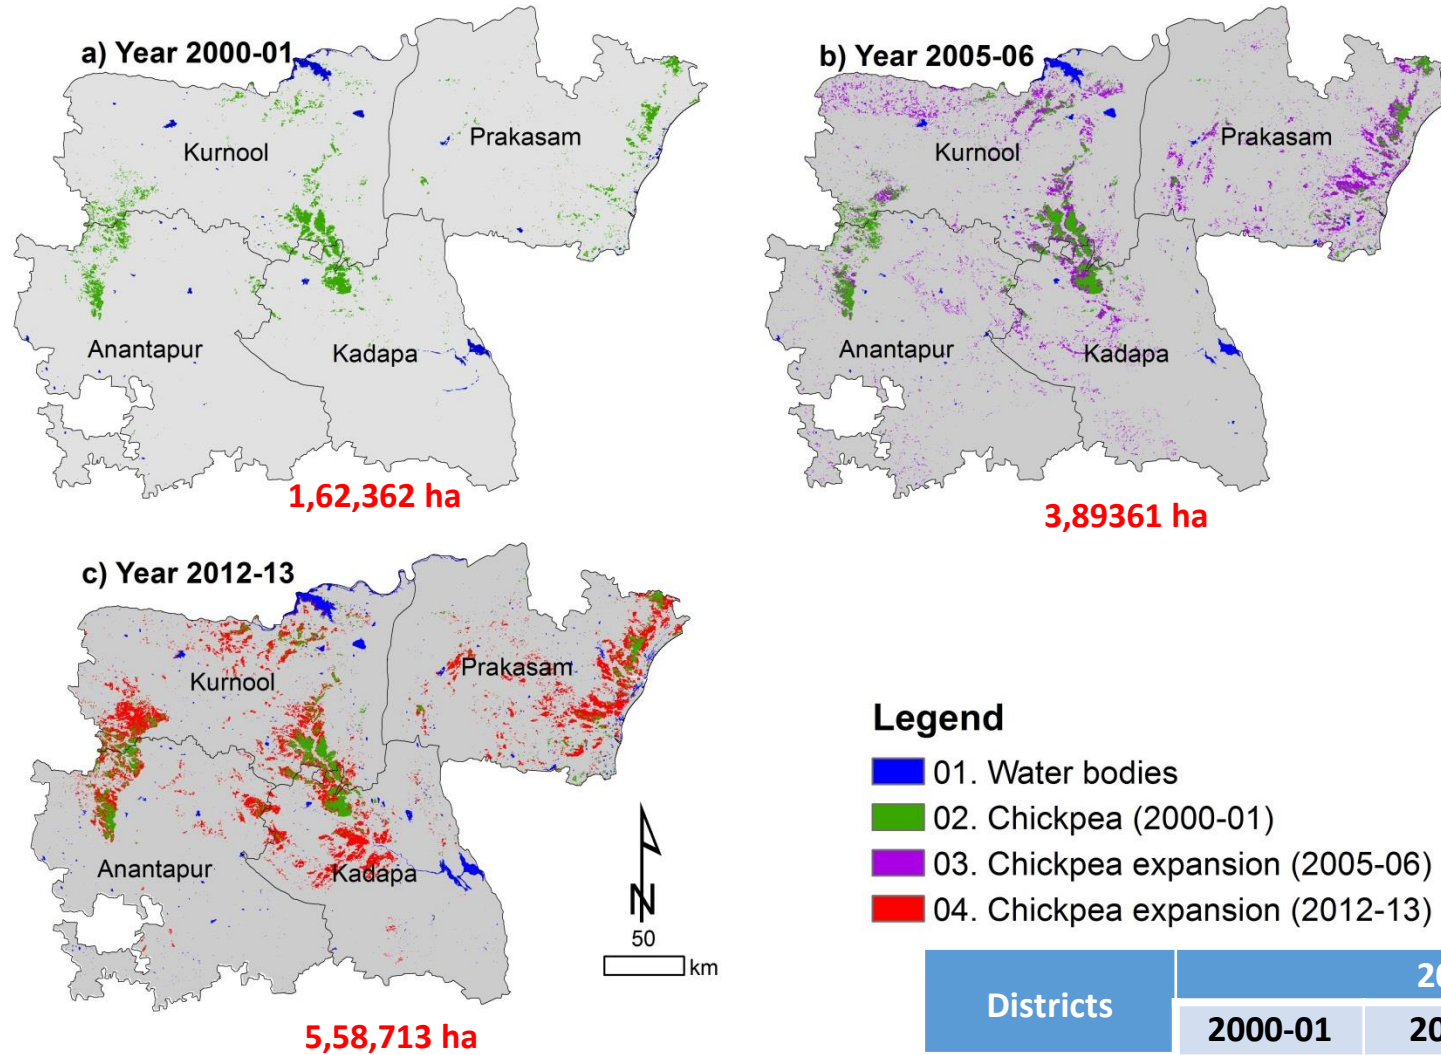 a) Year 2000-01
Kurnool
Prakasam
Anantapur
Kadapa
1,62,362 ha
b) Year 2005-06
Kurnool
Prakasam
Anantapur
Kadapa
3,89361 ha
c) Year 2012-13
Kurnool
Prakasam
Anantapur
Kadapa
N
50
km
5,58,713 ha
Legend
01. Water bodies
02. Chickpea (2000-01)
03. Chickpea expansion (2005-06)
04. Chickpea expansion (2012-13)
Districts
2000-01